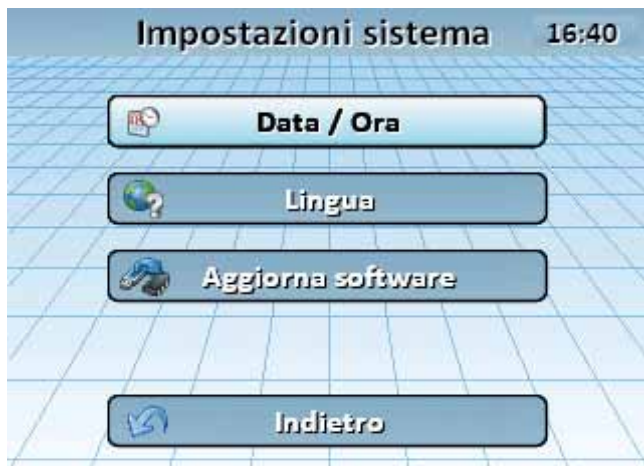 Impostazioni sistema 16:40
Data / Ora
Lingua
Aggiorna software
Indietro